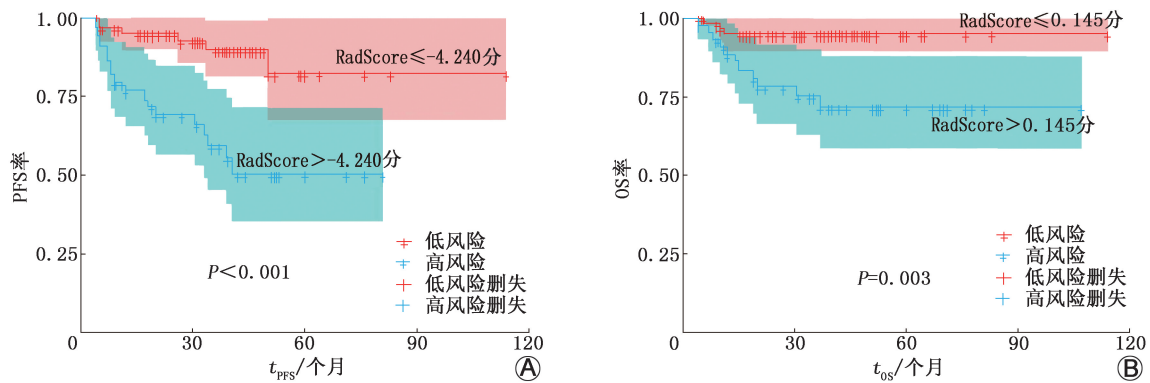 1.00
0.75
0.50
0.25
PFS率
RadScore≤-4.240分
RadScore>-4.240分
P<0.001
低风险
高风险
低风险删失
高风险删失
0 30 60 90 120
tPFS/个月
A
1.00
0.75
0.50
0.25
OS率
RadScore≤0.145分
RadScore>0.145分
P=0.003
低风险
高风险
低风险删失
高风险删失
0 30 60 90 120
tOS/个月
B